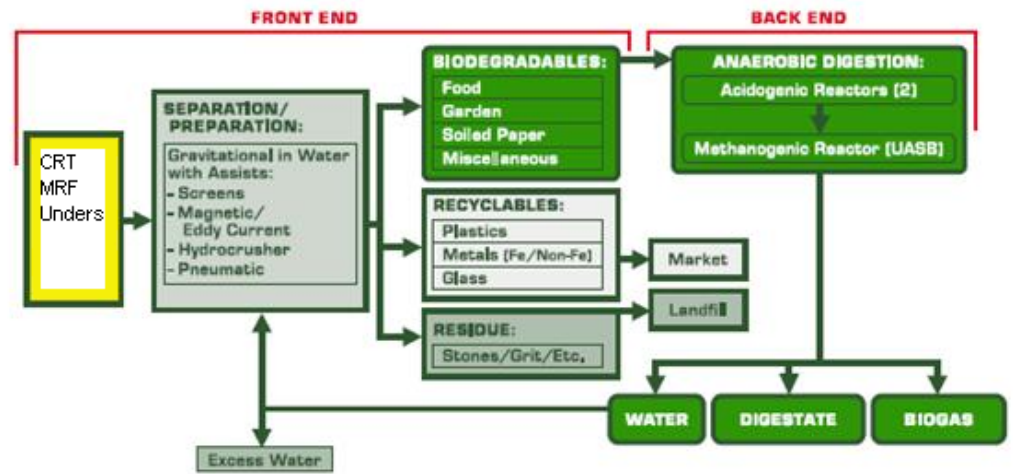 FRONT END
BACK END
CRT
MRF
Unders
SEPARATION/
PREPARATION:
Gravitational in Water
with Assists:
- Screens
- Magnetic/
Eddy Current
- Hydrocrusher
- Pneumatic
BIODEGRADABLES:
Food
Garden
Soiled Paper
Miscellaneous
RECYCLABLES:
Plastics
Metals (Fe/Non-Fe)
Glass
RESIDUE:
Stones/Grit/Etc.
ANAEROBIC DIGESTION:
Acidogenic Reactors (2)
Methanogenic Reactor (UASB)
Market
Landfill
WATER
DIGESTATE
BIOGAS
Excess Water